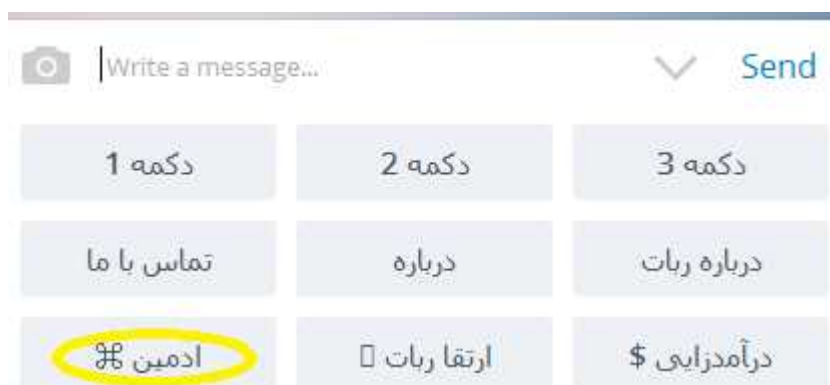 Write a message... Send
دکمه 1 دکمه 2 دکمه 3
تماس با ما درباره درباره ربات
ادمین ⌘ ارتقا ربات ▯ درآمدزایی $